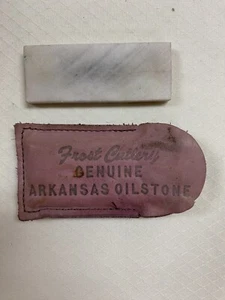 Frost Cutlery
GENUINE
ARKANSAS OILSTONE